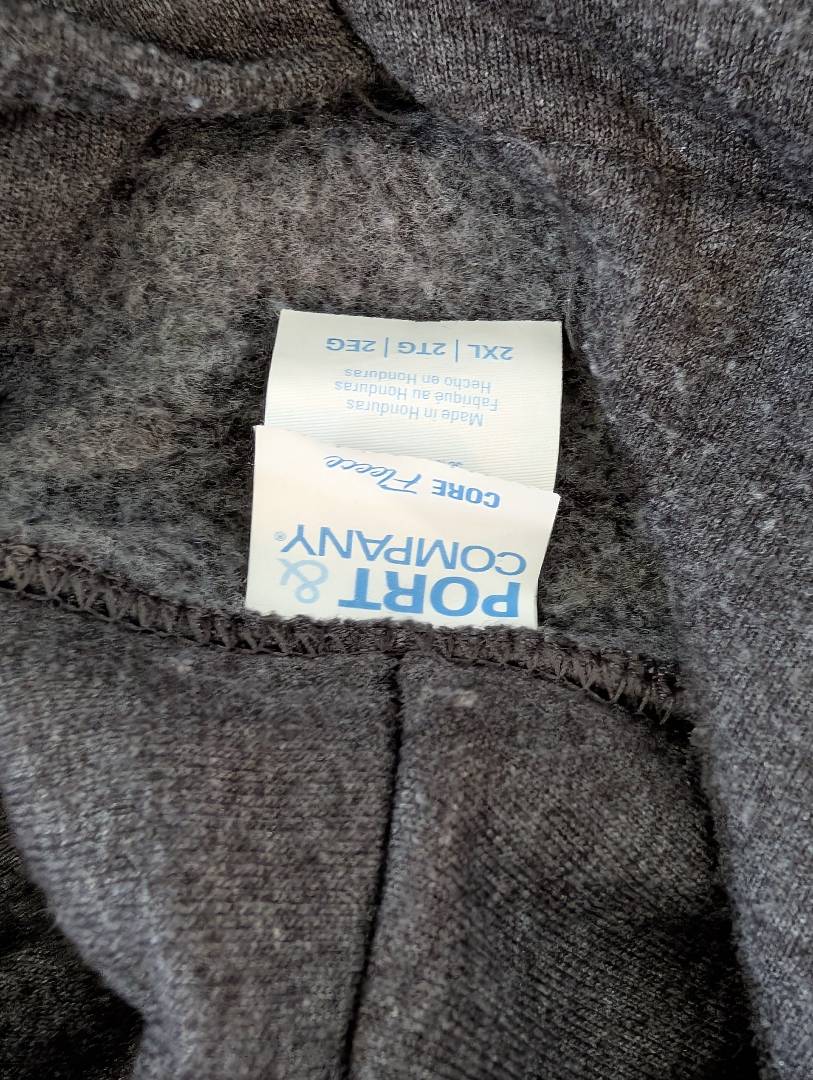 PORT &
COMPANY®
CORE Fleece
Made in Honduras
Fabriqué au Honduras
Hecho en Honduras
2XL | 2TG | 2EG